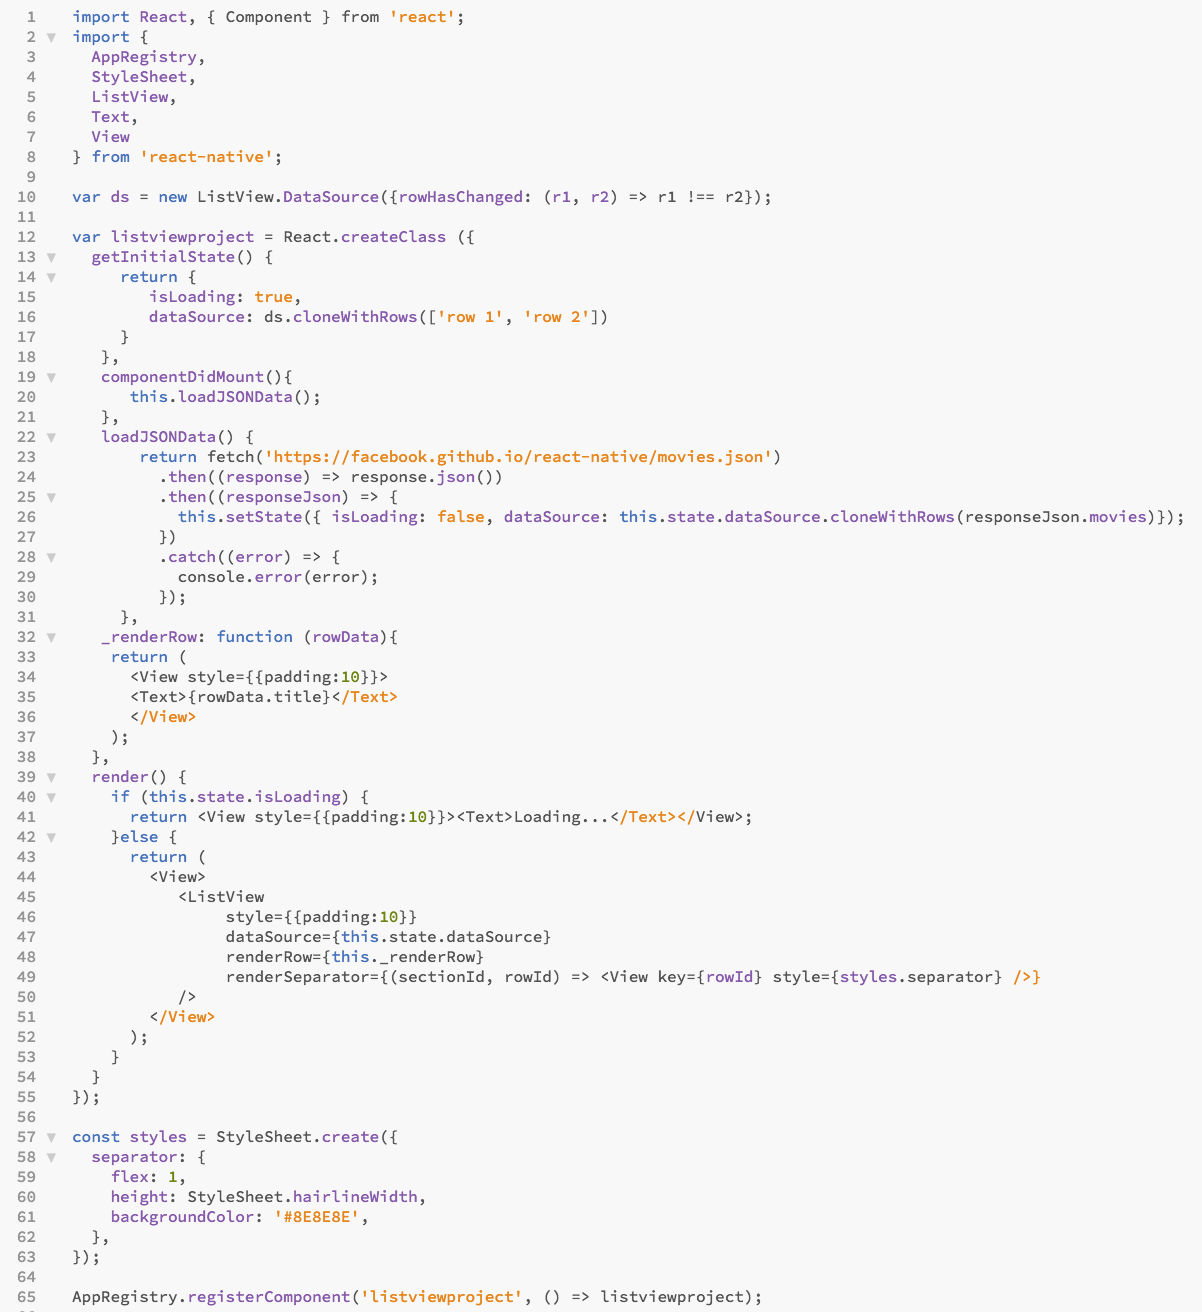 1 import React, { Component } from 'react';
2 ▼ import {
3 AppRegistry,
4 StyleSheet,
5 ListView,
6 Text,
7 View
8 } from 'react-native';
9
10 var ds = new ListView.DataSource({rowHasChanged: (r1, r2) => r1 !== r2});
11
12 var listviewproject = React.createClass ({
13 ▼ getInitialState() {
14 ▼ return {
15 isLoading: true,
16 dataSource: ds.cloneWithRows(['row 1', 'row 2'])
17 }
18 },
19 ▼ componentDidMount(){
20 this.loadJSONData();
21 },
22 ▼ loadJSONData() {
23 return fetch('https://facebook.github.io/react-native/movies.json')
24 .then((response) => response.json())
25 ▼ .then((responseJson) => {
26 this.setState({ isLoading: false, dataSource: this.state.dataSource.cloneWithRows(responseJson.movies)});
27 })
28 ▼ .catch((error) => {
29 console.error(error);
30 });
31 },
32 ▼ _renderRow: function (rowData){
33 return (
34 <View style={{padding:10}}>
35 <Text>{rowData.title}</Text>
36 </View>
37 );
38 },
39 ▼ render() {
40 ▼ if (this.state.isLoading) {
41 return <View style={{padding:10}}><Text>Loading...</Text></View>;
42 ▼ }else {
43 return (
44 <View>
45 <ListView
46 style={{padding:10}}
47 dataSource={this.state.dataSource}
48 renderRow={this._renderRow}
49 renderSeparator={(sectionId, rowId) => <View key={rowId} style={styles.separator} />}
50 />
51 </View>
52 );
53 }
54 }
55 });
56
57 ▼ const styles = StyleSheet.create({
58 ▼ separator: {
59 flex: 1,
60 height: StyleSheet.hairlineWidth,
61 backgroundColor: '#8E8E8E',
62 },
63 });
64
65 AppRegistry.registerComponent('listviewproject', () => listviewproject);